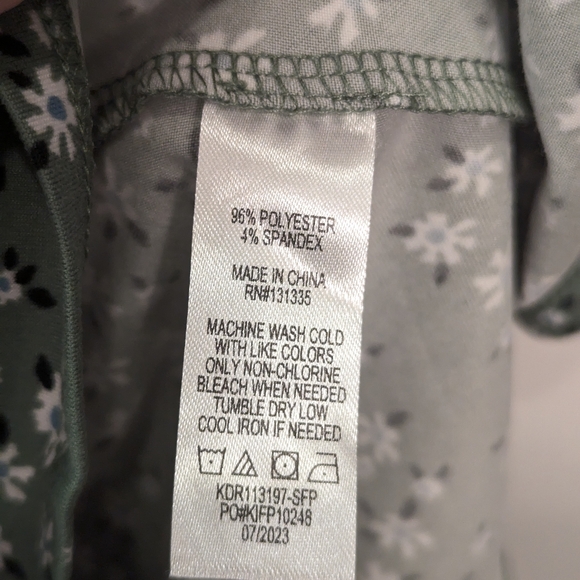 96% POLYESTER
4% SPANDEX
MADE IN CHINA
RN#131335
MACHINE WASH COLD
WITH LIKE COLORS
ONLY NON-CHLORINE
BLEACH WHEN NEEDED
TUMBLE DRY LOW
COOL IRON IF NEEDED
KDR113197-SFP
PO#KIFP10248
07/2023